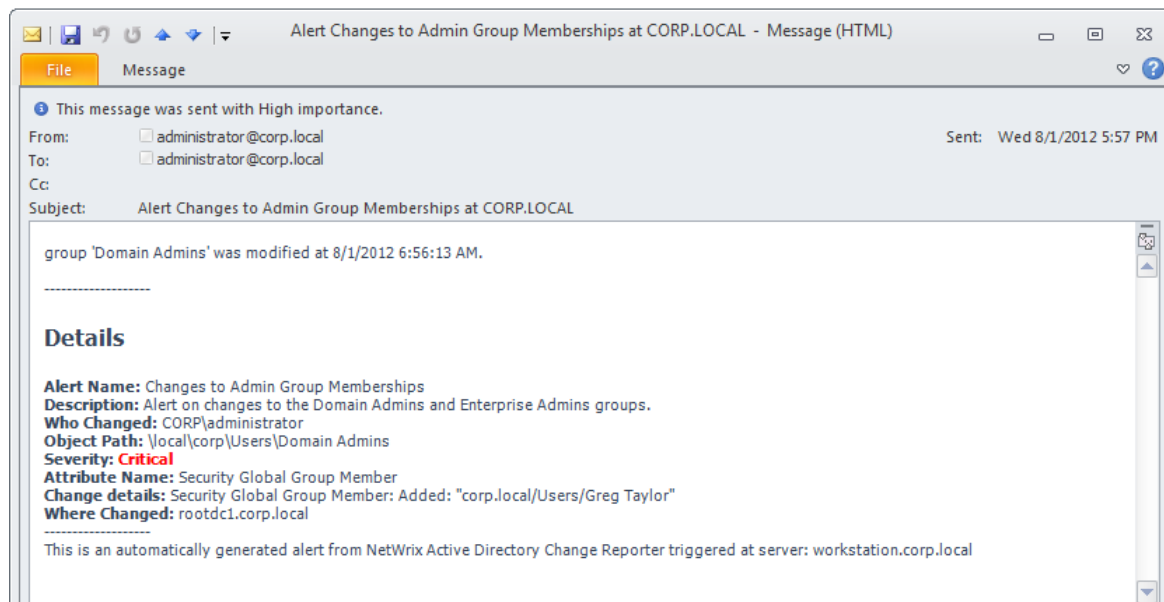 Alert Changes to Admin Group Memberships at CORP.LOCAL - Message (HTML)
File Message
This message was sent with High importance.
From: administrator@corp.local Sent: Wed 8/1/2012 5:57 PM
To: administrator@corp.local
Cc:
Subject: Alert Changes to Admin Group Memberships at CORP.LOCAL
group 'Domain Admins' was modified at 8/1/2012 6:56:13 AM.
-------------------
Details
Alert Name: Changes to Admin Group Memberships
Description: Alert on changes to the Domain Admins and Enterprise Admins groups.
Who Changed: CORP\administrator
Object Path: \local\corp\Users\Domain Admins
Severity: Critical
Attribute Name: Security Global Group Member
Change details: Security Global Group Member: Added: "corp.local/Users/Greg Taylor"
Where Changed: rootdc1.corp.local
-------------------
This is an automatically generated alert from NetWrix Active Directory Change Reporter triggered at server: workstation.corp.local